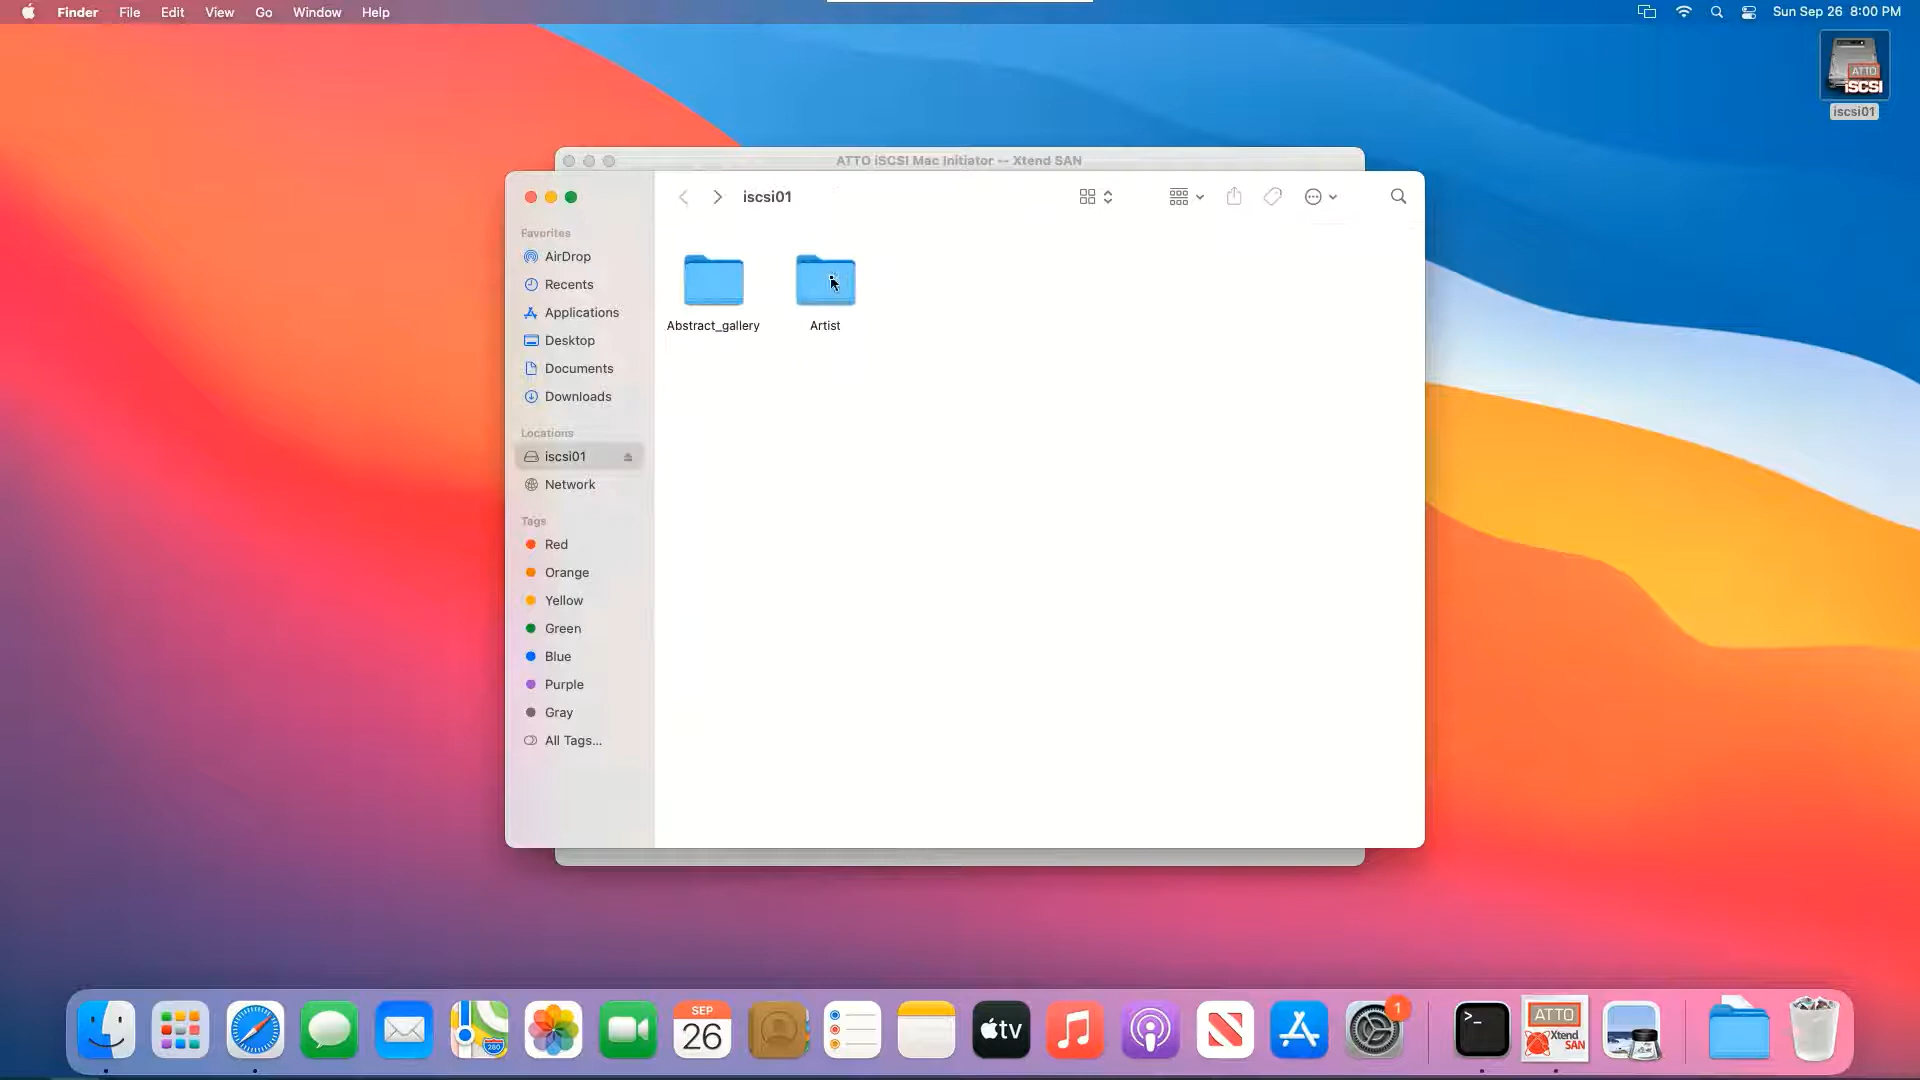 Finder File Edit View Go Window Help
Sun Sep 26 8:00 PM
ATTO
iSCSI
iscsi01
ATTO iSCSI Mac Initiator -- Xtend SAN
iscsi01
Favorites
AirDrop
Recents
Applications
Desktop
Documents
Downloads
Locations
iscsi01
Network
Tags
Red
Orange
Yellow
Green
Blue
Purple
Gray
All Tags...
Abstract_gallery
Artist
280
SEP
26
tv
1
>_
ATTO
Xtend
SAN